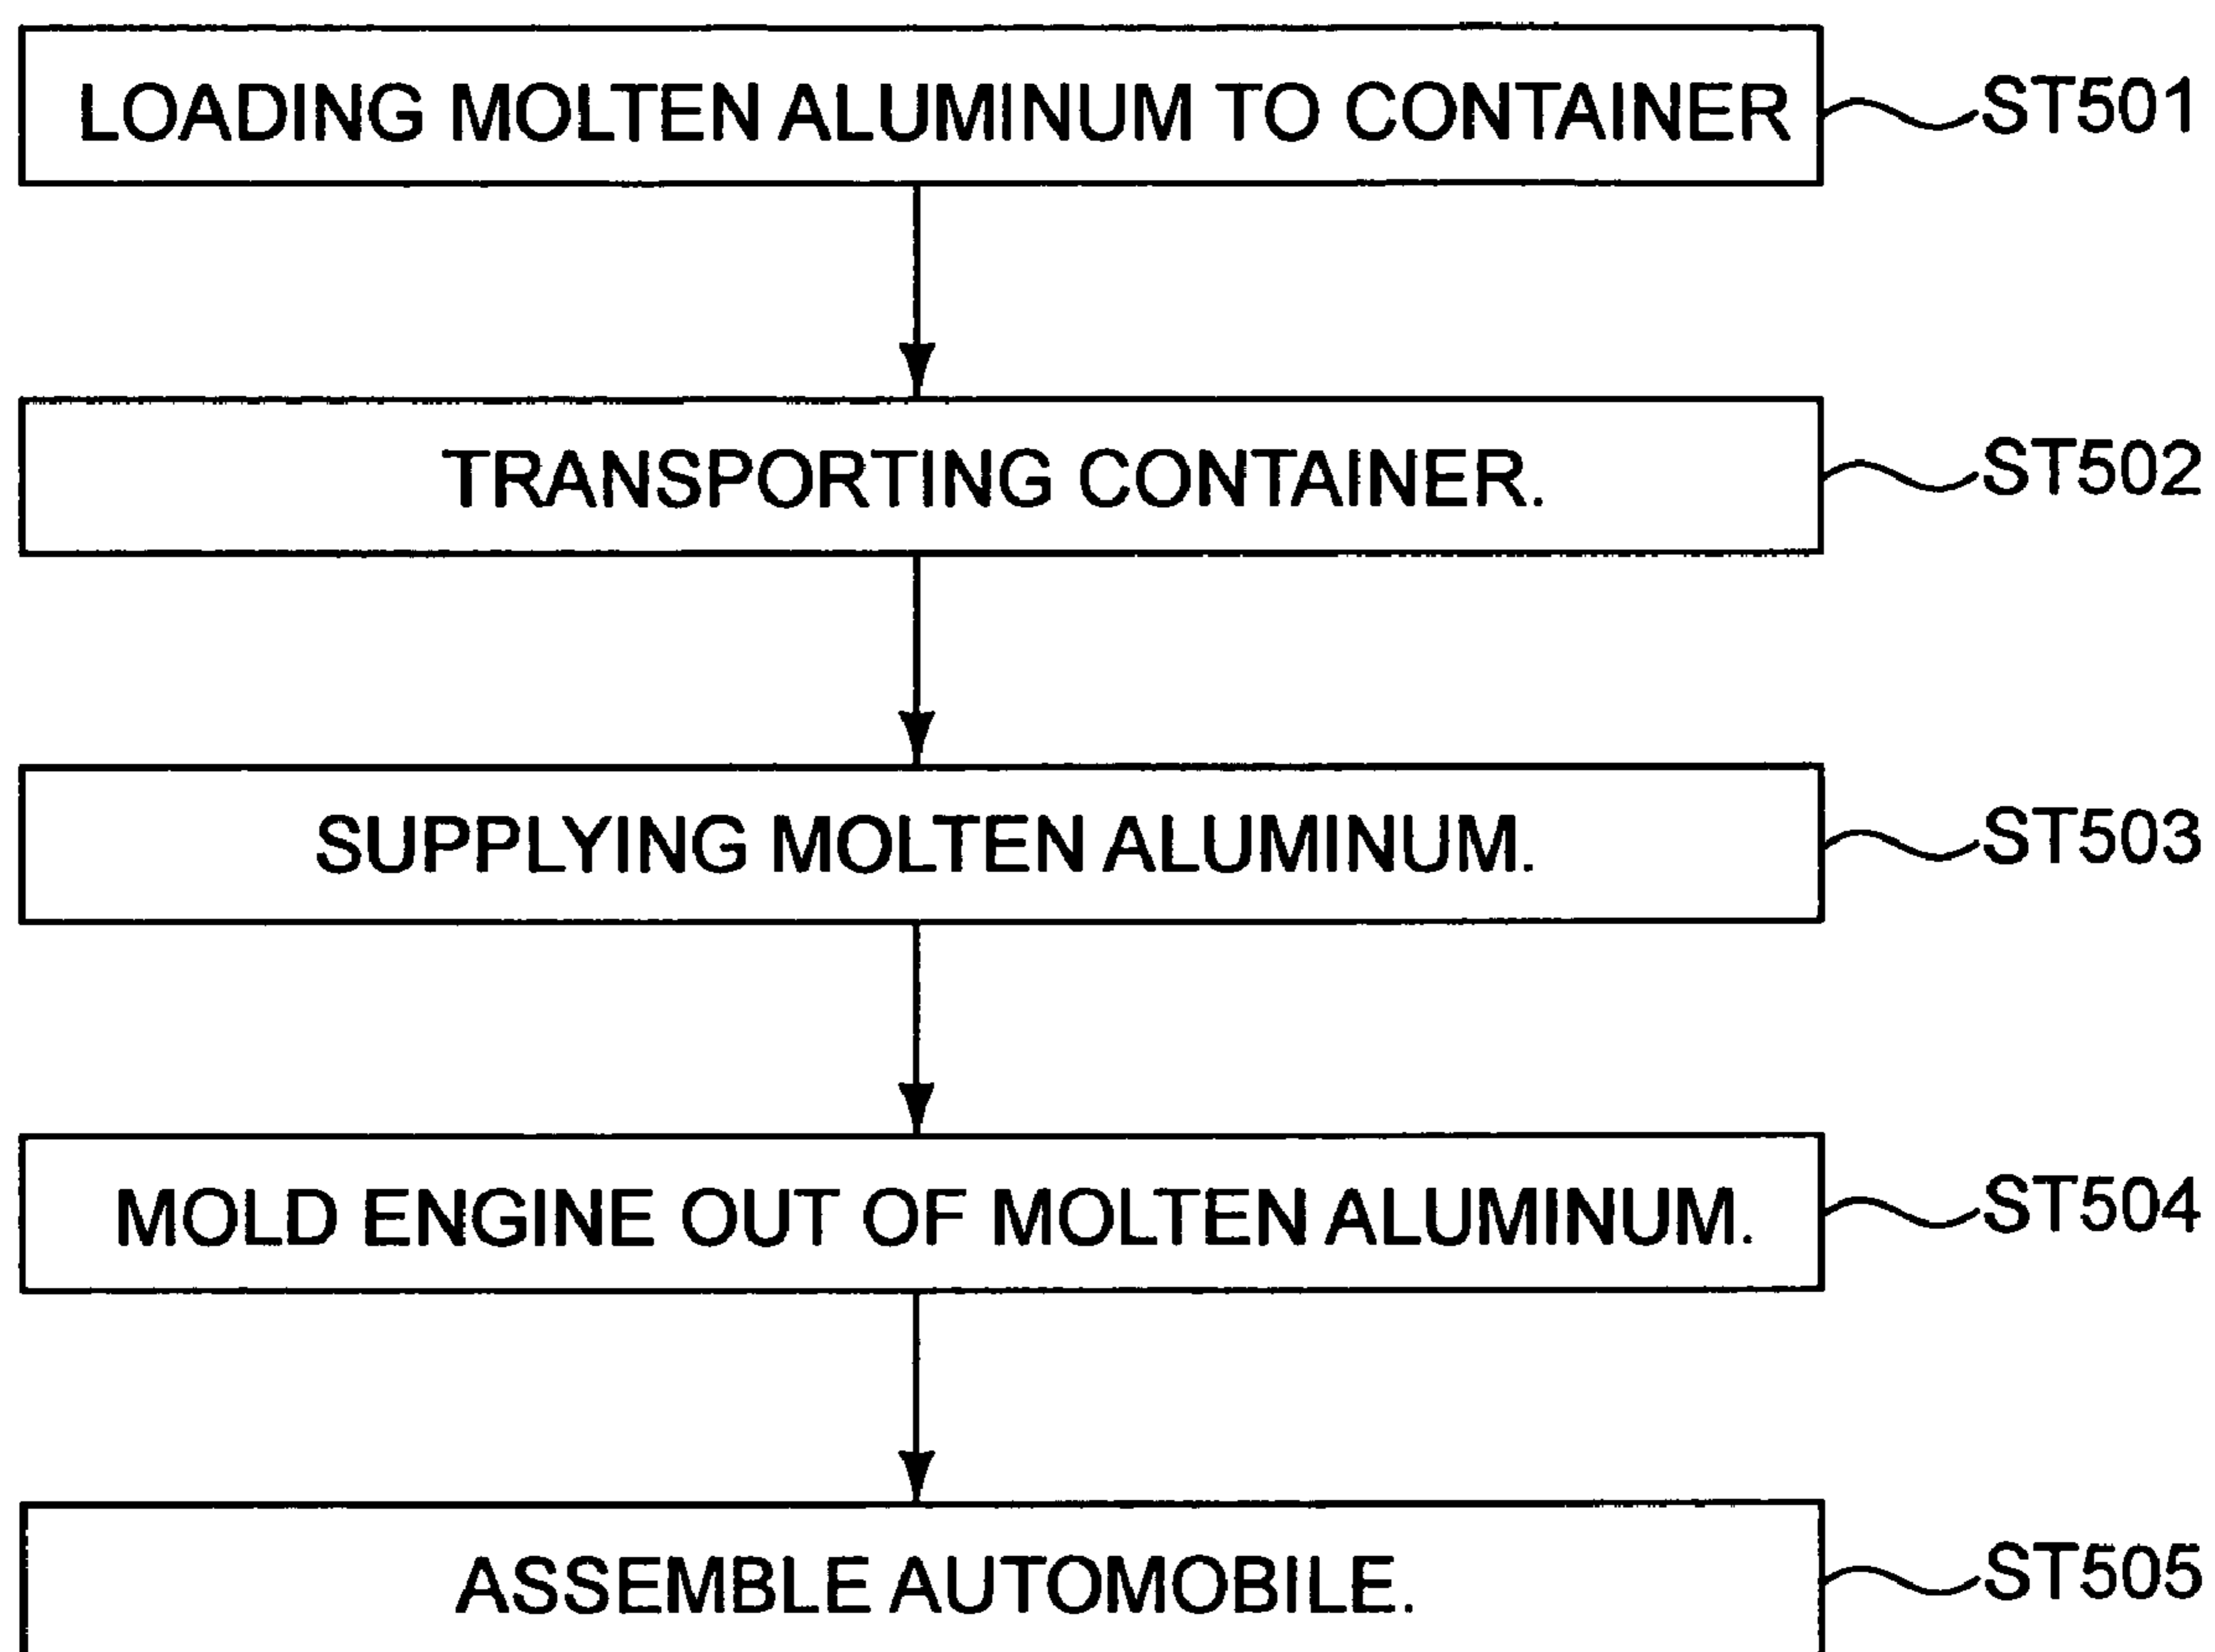 LOADING MOLTEN ALUMINUM TO CONTAINER ST501
TRANSPORTING CONTAINER. ST502
SUPPLYING MOLTEN ALUMINUM. ST503
MOLD ENGINE OUT OF MOLTEN ALUMINUM. ST504
ASSEMBLE AUTOMOBILE. ST505